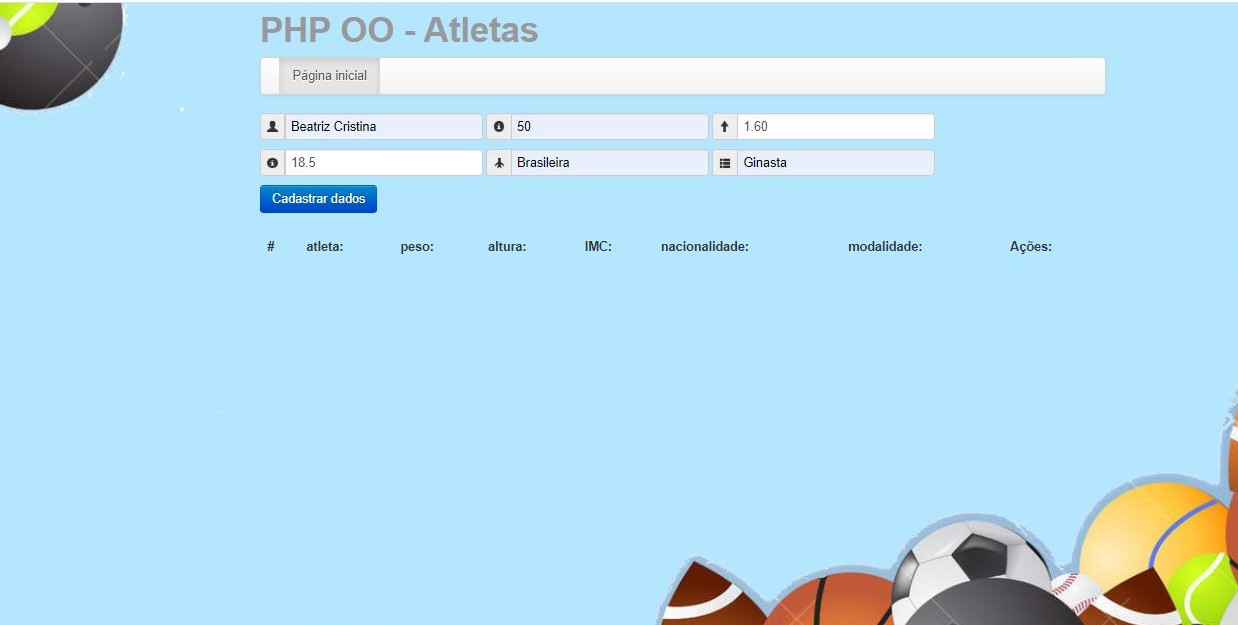 PHP OO - Atletas
Página inicial
Beatriz Cristina 50 1.60
18.5 Brasileira Ginasta
Cadastrar dados
# atleta: peso: altura: IMC: nacionalidade: modalidade: Ações: